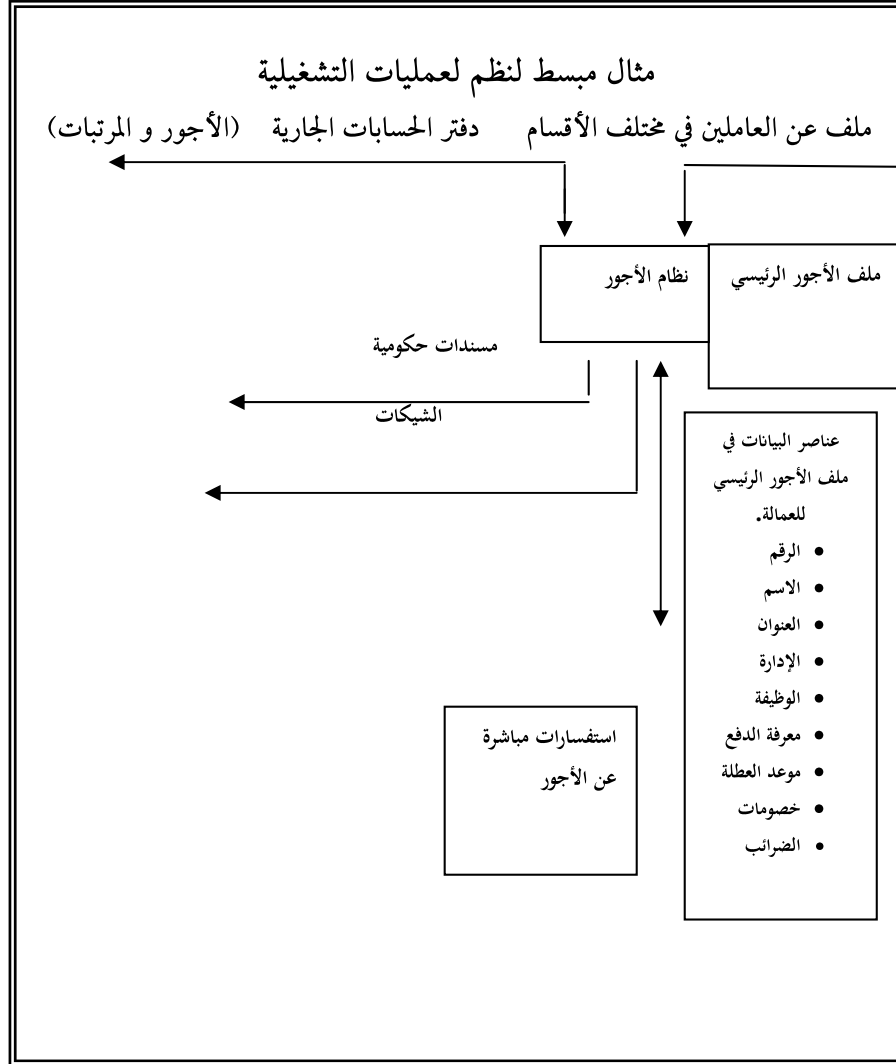 مثال مبسط لنظم لعمليات التشغيلية
ملف عن العاملين في مختلف الأقسام دفتر الحسابات الجارية (الأجور و المرتبات)
ملف الأجور الرئيسي
نظام الأجور
مسندات حكومية
الشيكات
عناصر البيانات في
ملف الأجور الرئيسي
للعمالة.
• الرقم
• الاسم
• العنوان
• الإدارة
• الوظيفة
• معرفة الدفع
• موعد العطلة
• خصومات
• الضرائب
استفسارات مباشرة
عن الأجور